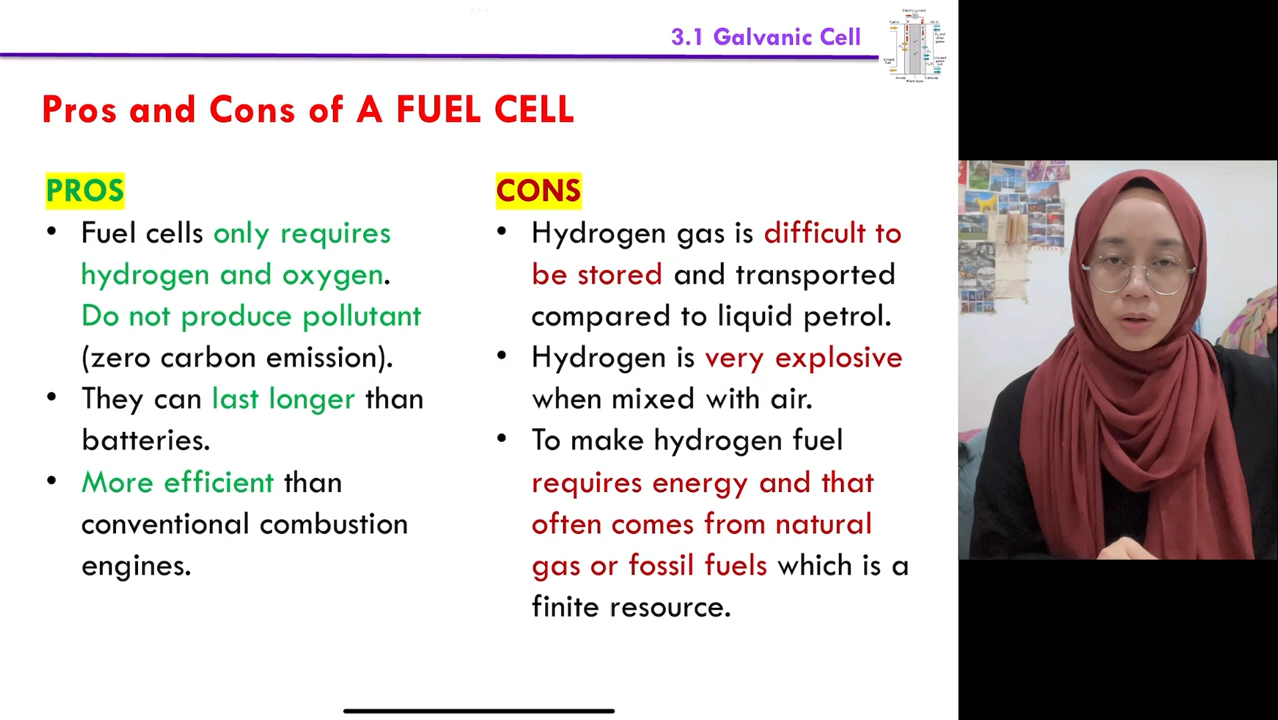 3.1 Galvanic Cell
Pros and Cons of A FUEL CELL
PROS
• Fuel cells only requires
hydrogen and oxygen.
Do not produce pollutant
(zero carbon emission).
• They can last longer than
batteries.
• More efficient than
conventional combustion
engines.
CONS
• Hydrogen gas is difficult to
be stored and transported
compared to liquid petrol.
• Hydrogen is very explosive
when mixed with air.
• To make hydrogen fuel
requires energy and that
often comes from natural
gas or fossil fuels which is a
finite resource.